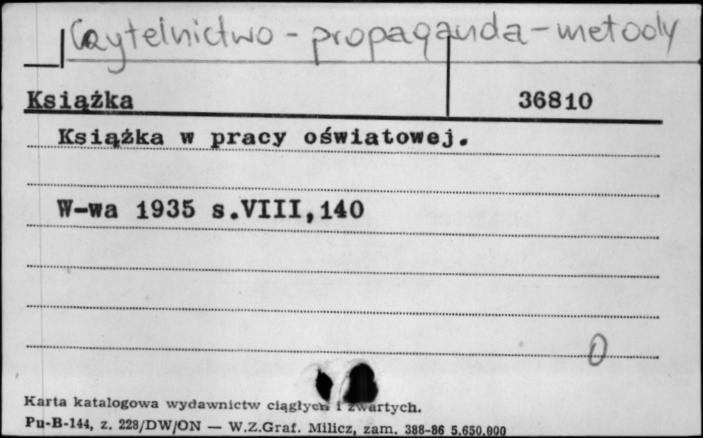 Czytelnictwo - propaganda - metody
Książka 36810
Książka w pracy oświatowej.
W-wa 1935 s.VIII,140
0
Karta katalogowa wydawnictw ciągłych i zwartych.
Pu-B-144, z. 228/DW/ON — W.Z.Graf. Milicz, zam. 388-86 5.650.000